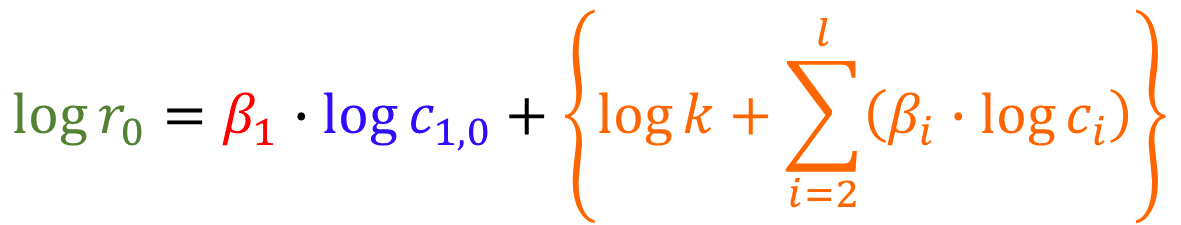 log r₀ = β₁ · log c₁,₀ + {log k + ∑ᵢ₌₂ˡ (βᵢ · log cᵢ)}